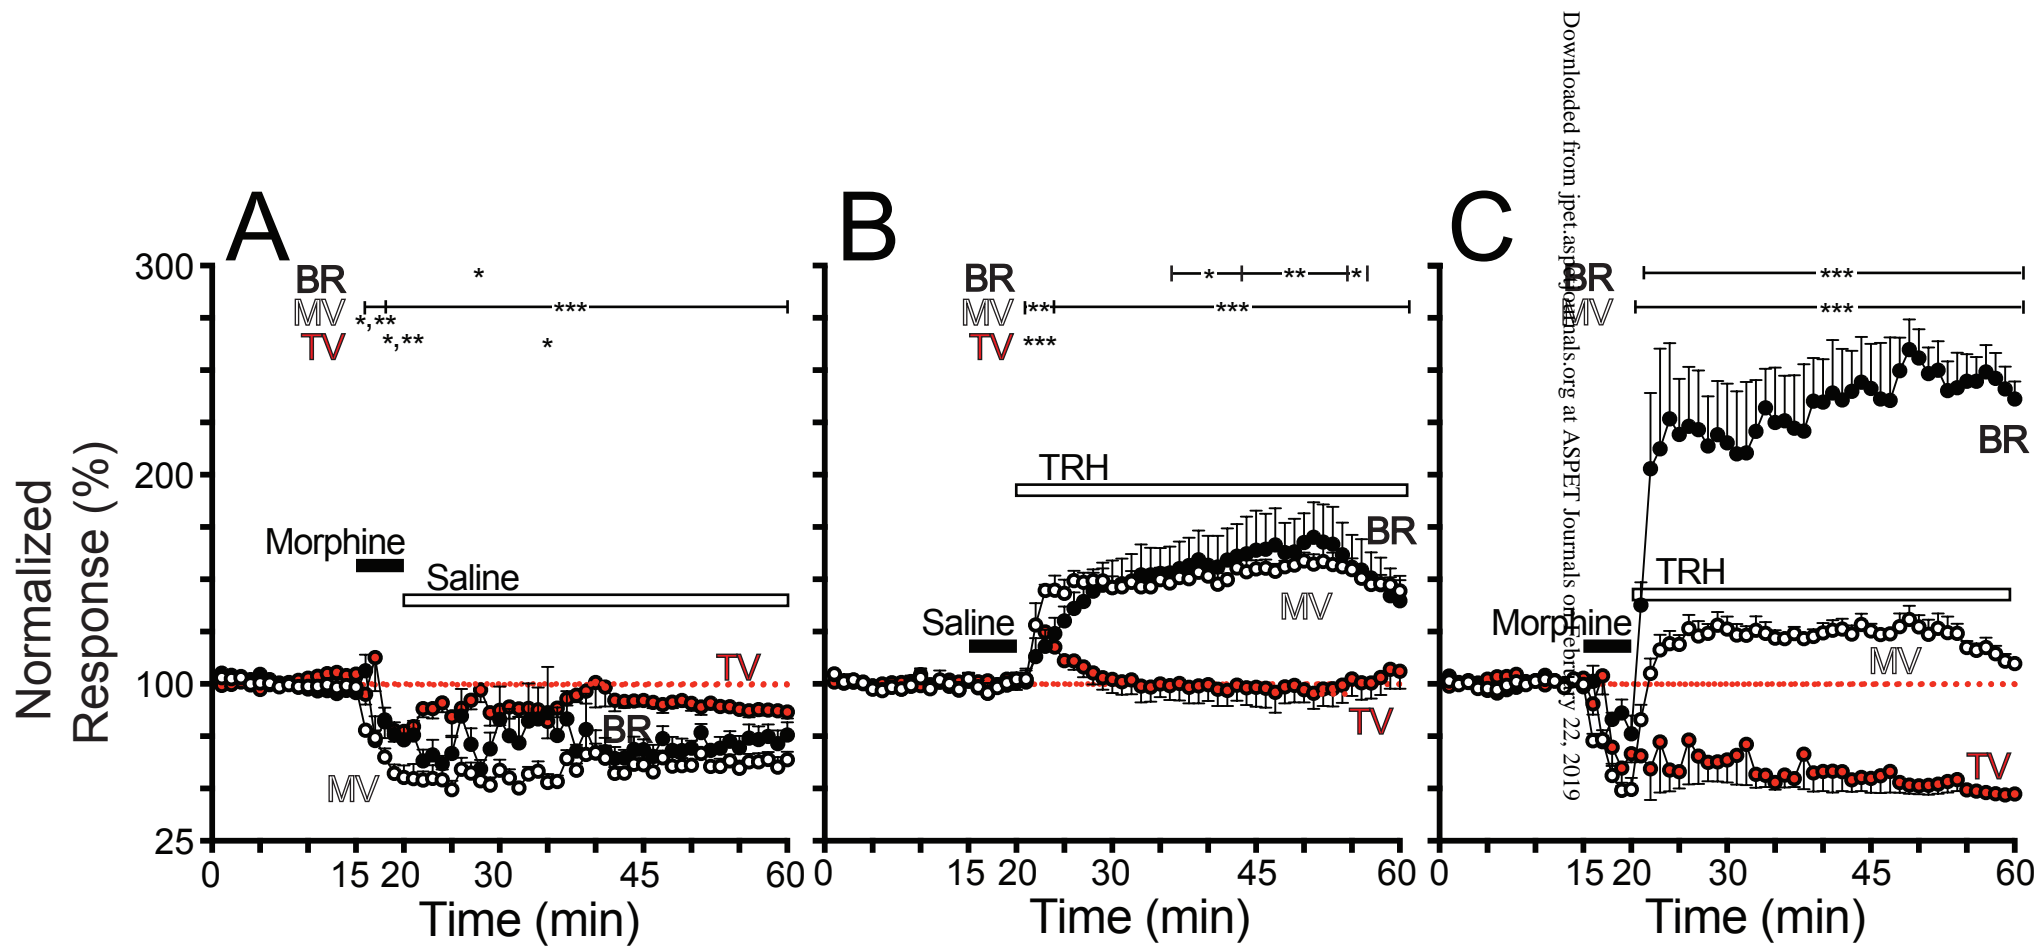 Downloaded from jpet.aspetjournals.org at ASPET Journals on February 22, 2019
A
B
C
Normalized
Response (%)
300
200
100
25
BR *
MV ***
*,**
TV *,** *
Morphine
Saline
TV
BR
MV
0 15 20 30 45 60
Time (min)
BR * ** *
MV ** ***
TV ***
TRH
Saline
BR
MV
TV
0 15 20 30 45 60
Time (min)
BR ***
MV ***
BR
TRH
Morphine
MV
TV
0 15 20 30 45 60
Time (min)